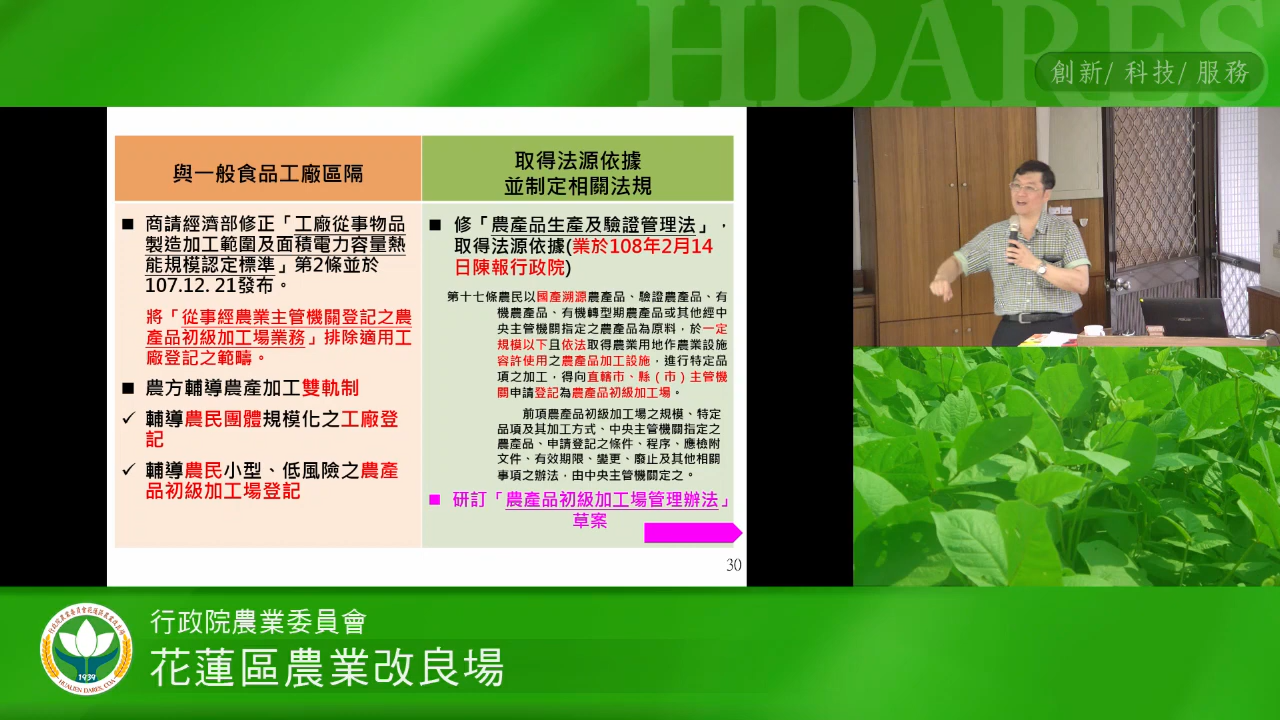 HDARES
創新/ 科技/ 服務
與一般食品工廠區隔
■ 商請經濟部修正「工廠從事物品
製造加工範圍及面積電力容量熱
能規模認定標準」第2條並於
107.12. 21發布。
將「從事經農業主管機關登記之農
產品初級加工場業務」排除適用工
廠登記之範疇。
■ 農方輔導農產加工雙軌制
✓ 輔導農民團體規模化之工廠登
記
✓ 輔導農民小型、低風險之農產
品初級加工場登記
取得法源依據
並制定相關法規
■ 修「農產品生產及驗證管理法」，
取得法源依據(業於108年2月14
日陳報行政院)
第十七條農民以國產溯源農產品、驗證農產品、有
機農產品、有機轉型期農產品或其他經中
央主管機關指定之農產品為原料，於一定
規模以下且依法取得農業用地作農業設施
容許使用之農產品加工設施，進行特定品
項之加工，得向直轄市、縣（市）主管機
關申請登記為農產品初級加工場。
前項農產品初級加工場之規模、特定
品項及其加工方式、中央主管機關指定之
農產品、申請登記之條件、程序、應檢附
文件、有效期限、變更、廢止及其他相關
事項之辦法，由中央主管機關定之。
■ 研訂「農產品初級加工場管理辦法」
草案
30
行政院農業委員會
花蓮區農業改良場
行政院農業委員會花蓮區農業改良場
1939
HUALIEN DARES, COA